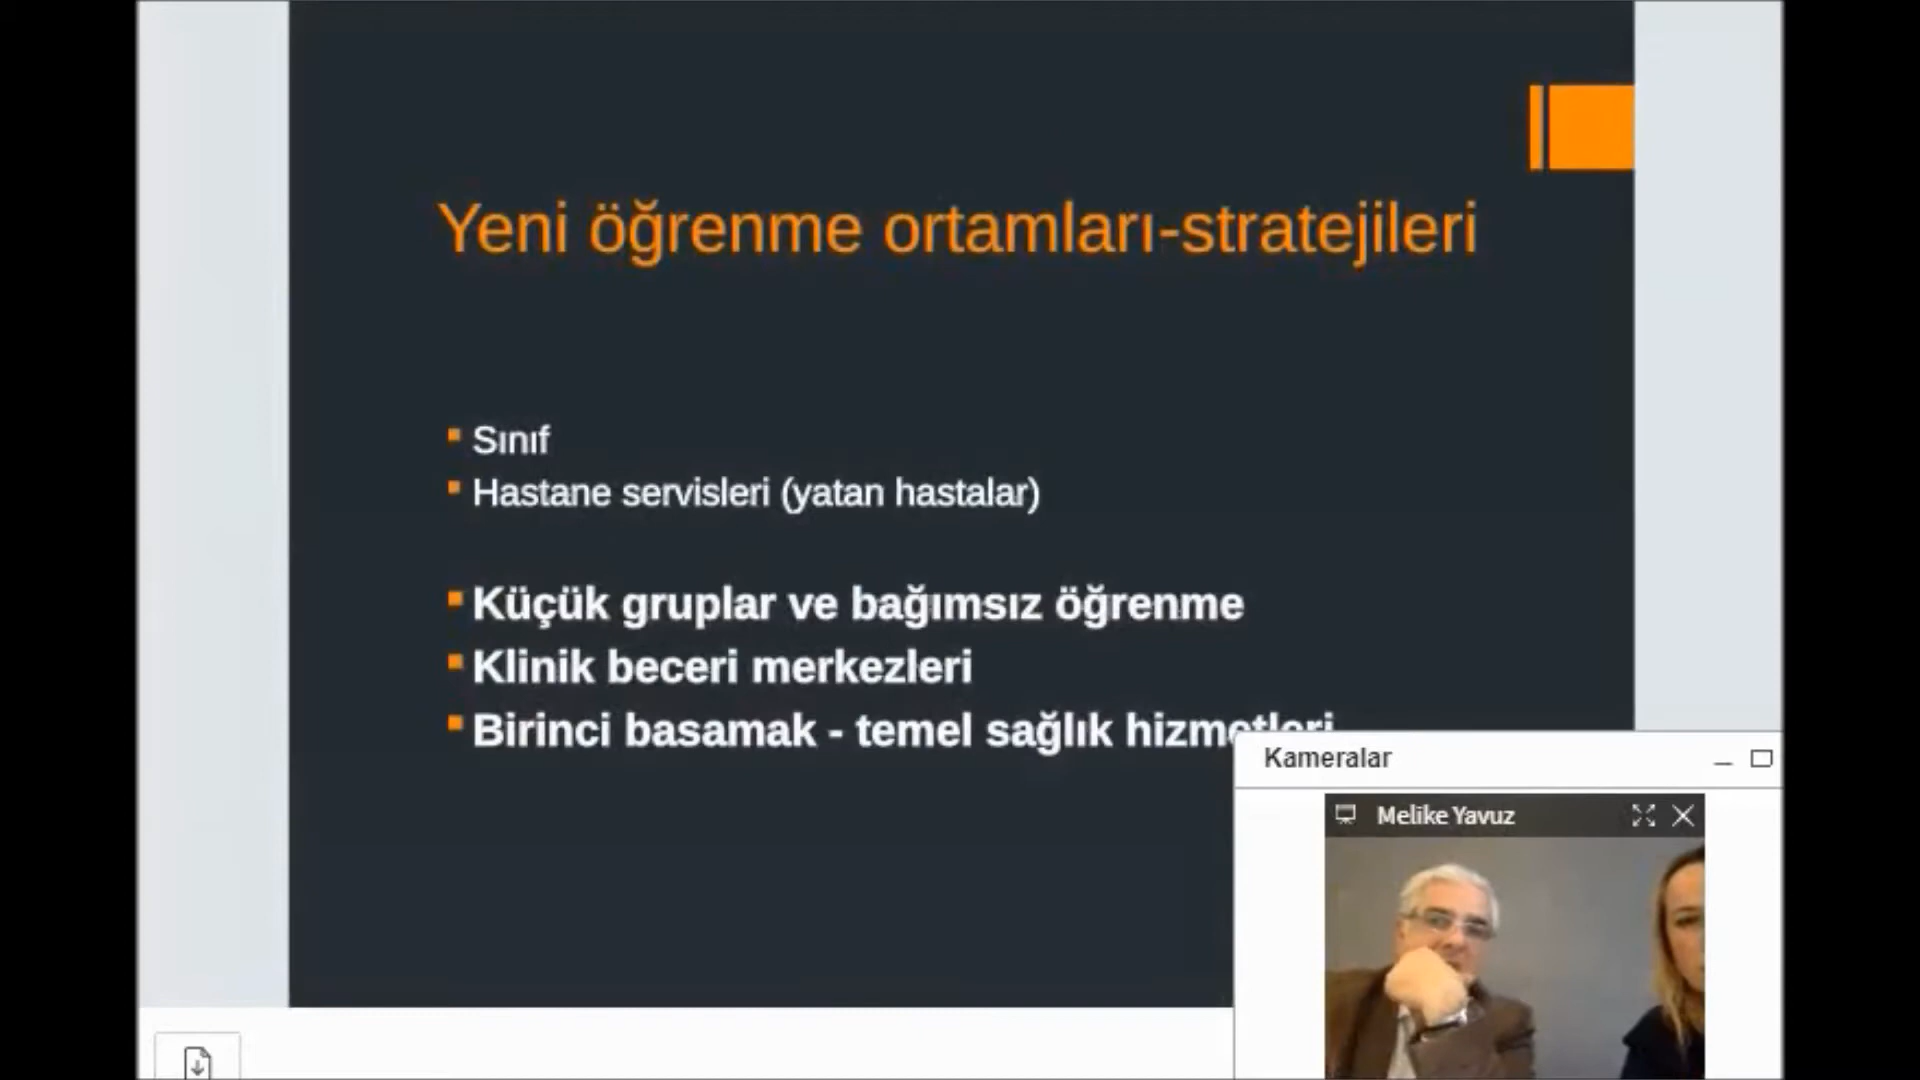 Yeni öğrenme ortamları-stratejileri
Sınıf
Hastane servisleri (yatan hastalar)
Küçük gruplar ve bağımsız öğrenme
Klinik beceri merkezleri
Birinci basamak - temel sağlık hizmetleri
Kameralar
Melike Yavuz